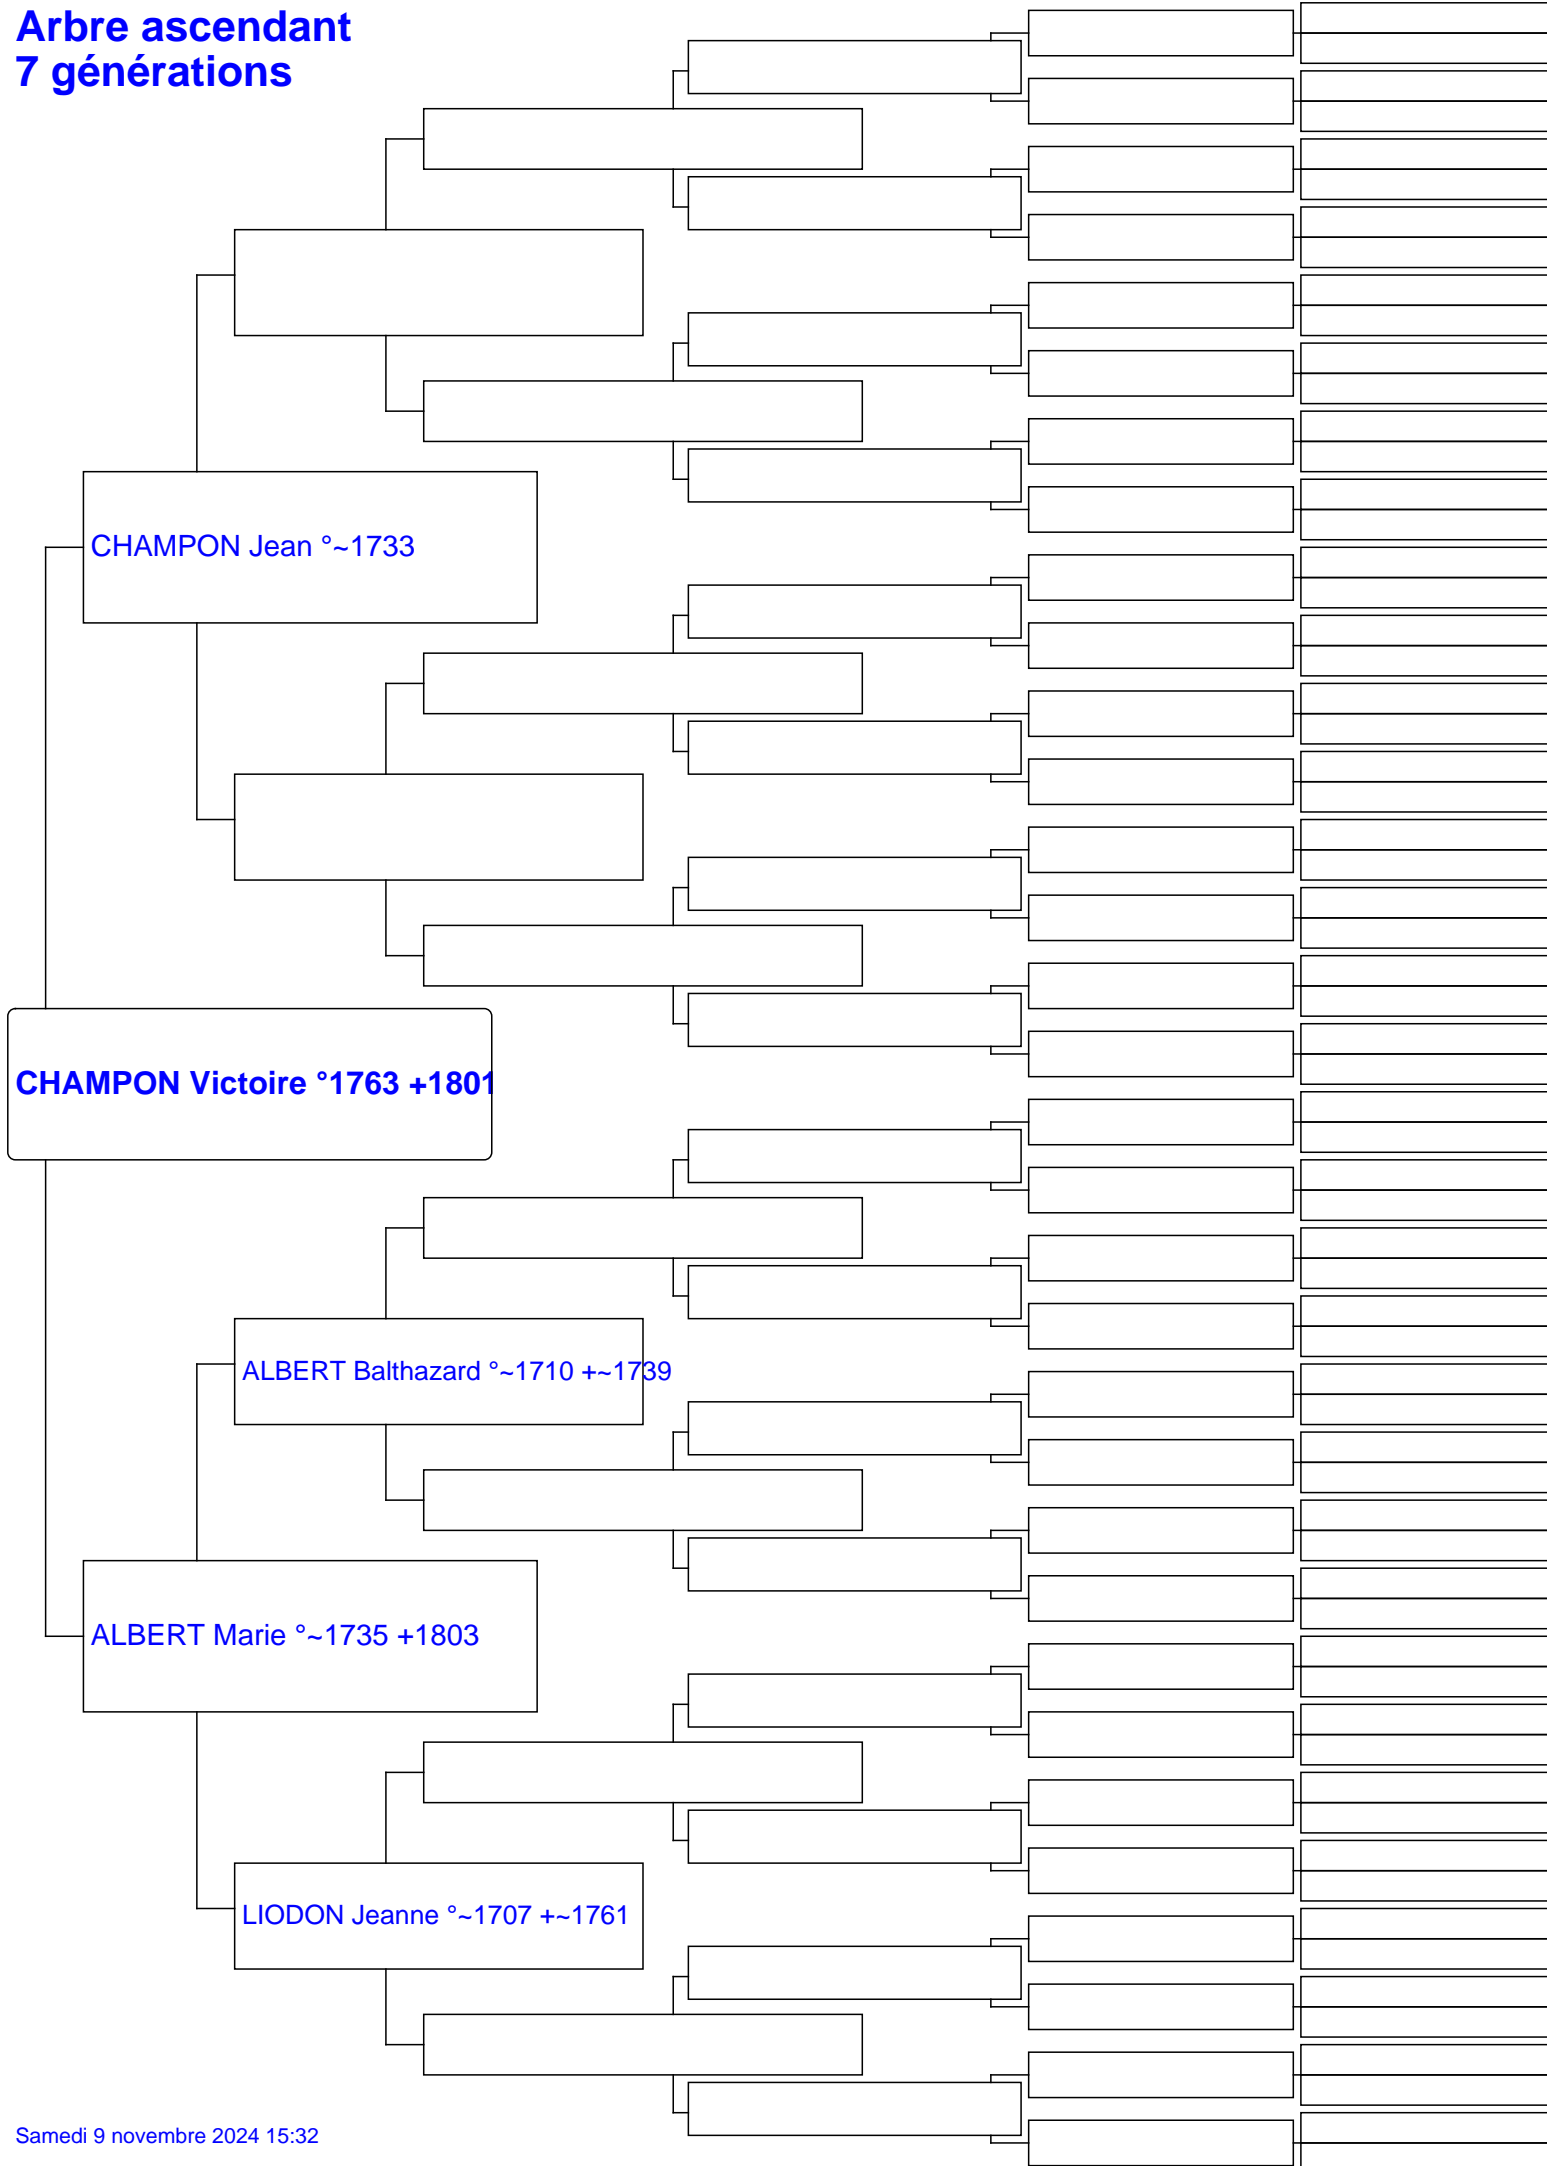 Arbre ascendant
7 générations
CHAMPON Jean °~1733
CHAMPON Victoire °1763 +1801
ALBERT Balthazard °~1710 +~1739
ALBERT Marie °~1735 +1803
LIODON Jeanne °~1707 +~1761
Samedi 9 novembre 2024 15:32